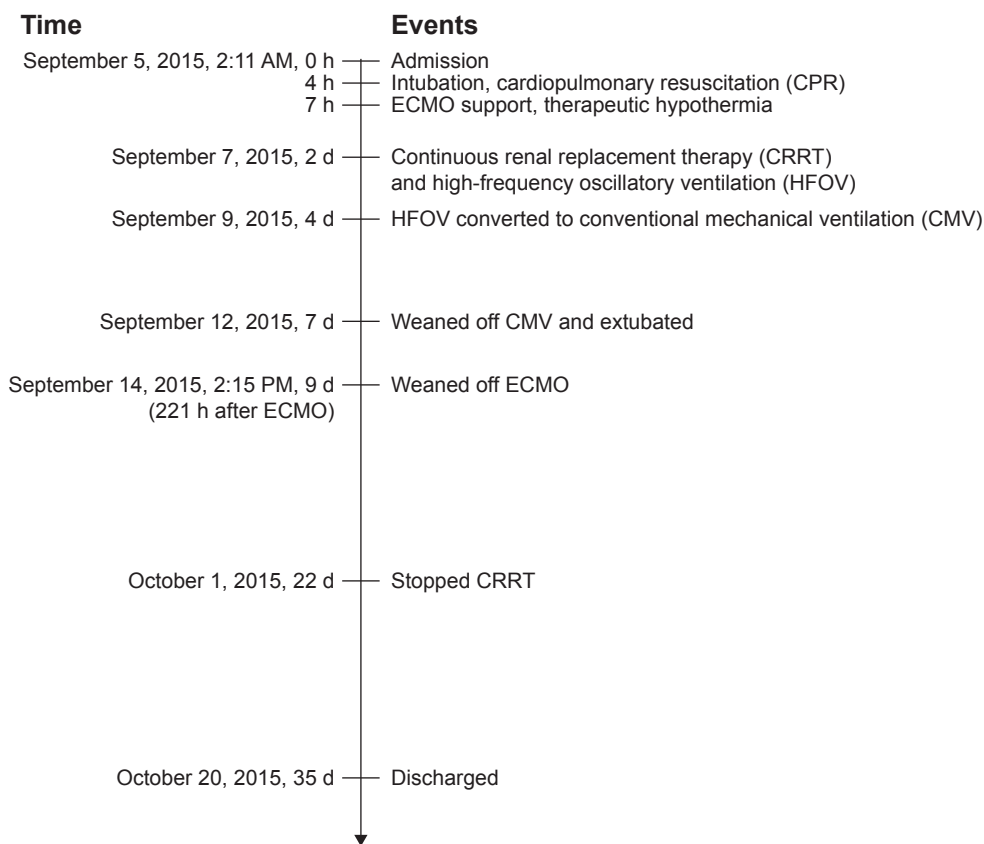 Time Events
September 5, 2015, 2:11 AM, 0 h Admission
4 h Intubation, cardiopulmonary resuscitation (CPR)
7 h ECMO support, therapeutic hypothermia
September 7, 2015, 2 d Continuous renal replacement therapy (CRRT)
and high-frequency oscillatory ventilation (HFOV)
September 9, 2015, 4 d HFOV converted to conventional mechanical ventilation (CMV)
September 12, 2015, 7 d Weaned off CMV and extubated
September 14, 2015, 2:15 PM, 9 d Weaned off ECMO
(221 h after ECMO)
October 1, 2015, 22 d Stopped CRRT
October 20, 2015, 35 d Discharged